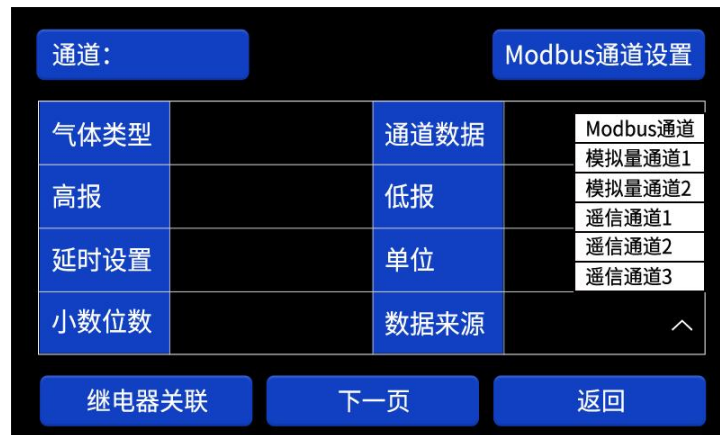 通道：
Modbus通道设置
气体类型
通道数据
Modbus通道
模拟量通道1
高报
低报
模拟量通道2
遥信通道1
延时设置
单位
遥信通道2
遥信通道3
小数位数
数据来源
继电器关联
下一页
返回